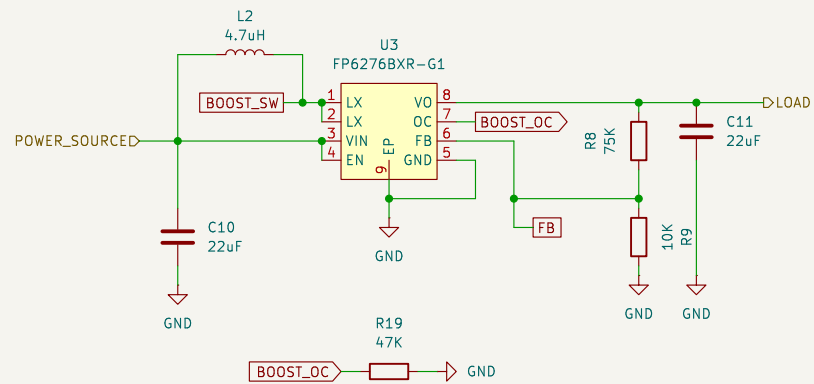 L2
4.7uH
U3
FP6276BXR-G1
BOOST_SW
1 LX VO 8
2 LX OC 7
BOOST_OC
LOAD
POWER_SOURCE
3 VIN FB 6
4 EN EP GND 5
9
R8
75K
C11
22uF
C10
22uF
FB
10K
R9
GND
GND
GND
GND
R19
47K
BOOST_OC
GND